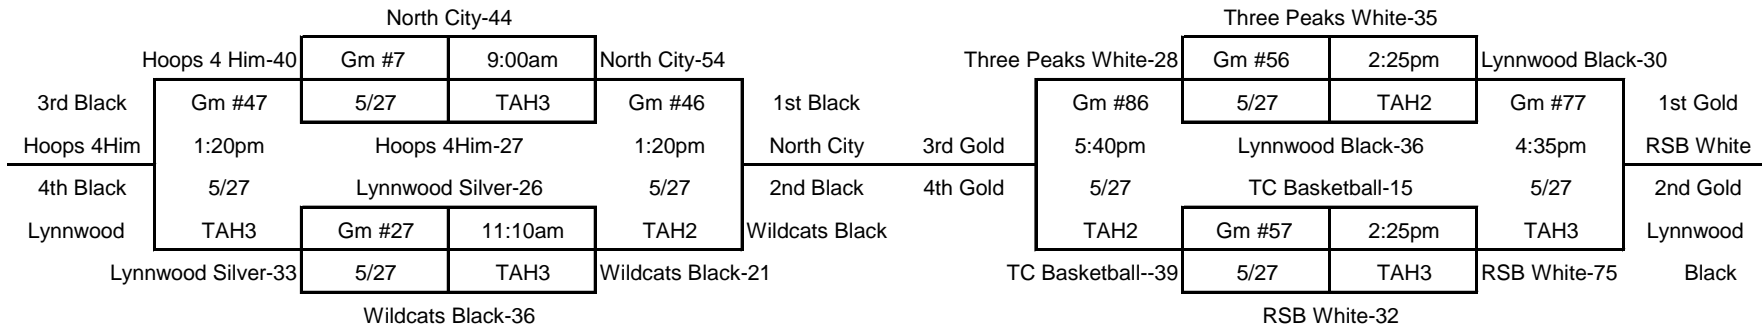 North City-44 Three Peaks White-35
Hoops 4 Him-40 Gm #7 9:00am North City-54 Three Peaks White-28 Gm #56 2:25pm Lynnwood Black-30
3rd Black Gm #47 5/27 TAH3 Gm #46 1st Black Gm #86 5/27 TAH2 Gm #77 1st Gold
Hoops 4Him 1:20pm Hoops 4Him-27 1:20pm North City 3rd Gold 5:40pm Lynnwood Black-36 4:35pm RSB White
4th Black 5/27 Lynnwood Silver-26 5/27 2nd Black 4th Gold 5/27 TC Basketball-15 5/27 2nd Gold
Lynnwood TAH3 Gm #27 11:10am TAH2 Wildcats Black TAH2 Gm #57 2:25pm TAH3 Lynnwood
Lynnwood Silver-33 5/27 TAH3 Wildcats Black-21 TC Basketball--39 5/27 TAH3 RSB White-75 Black
Wildcats Black-36 RSB White-32